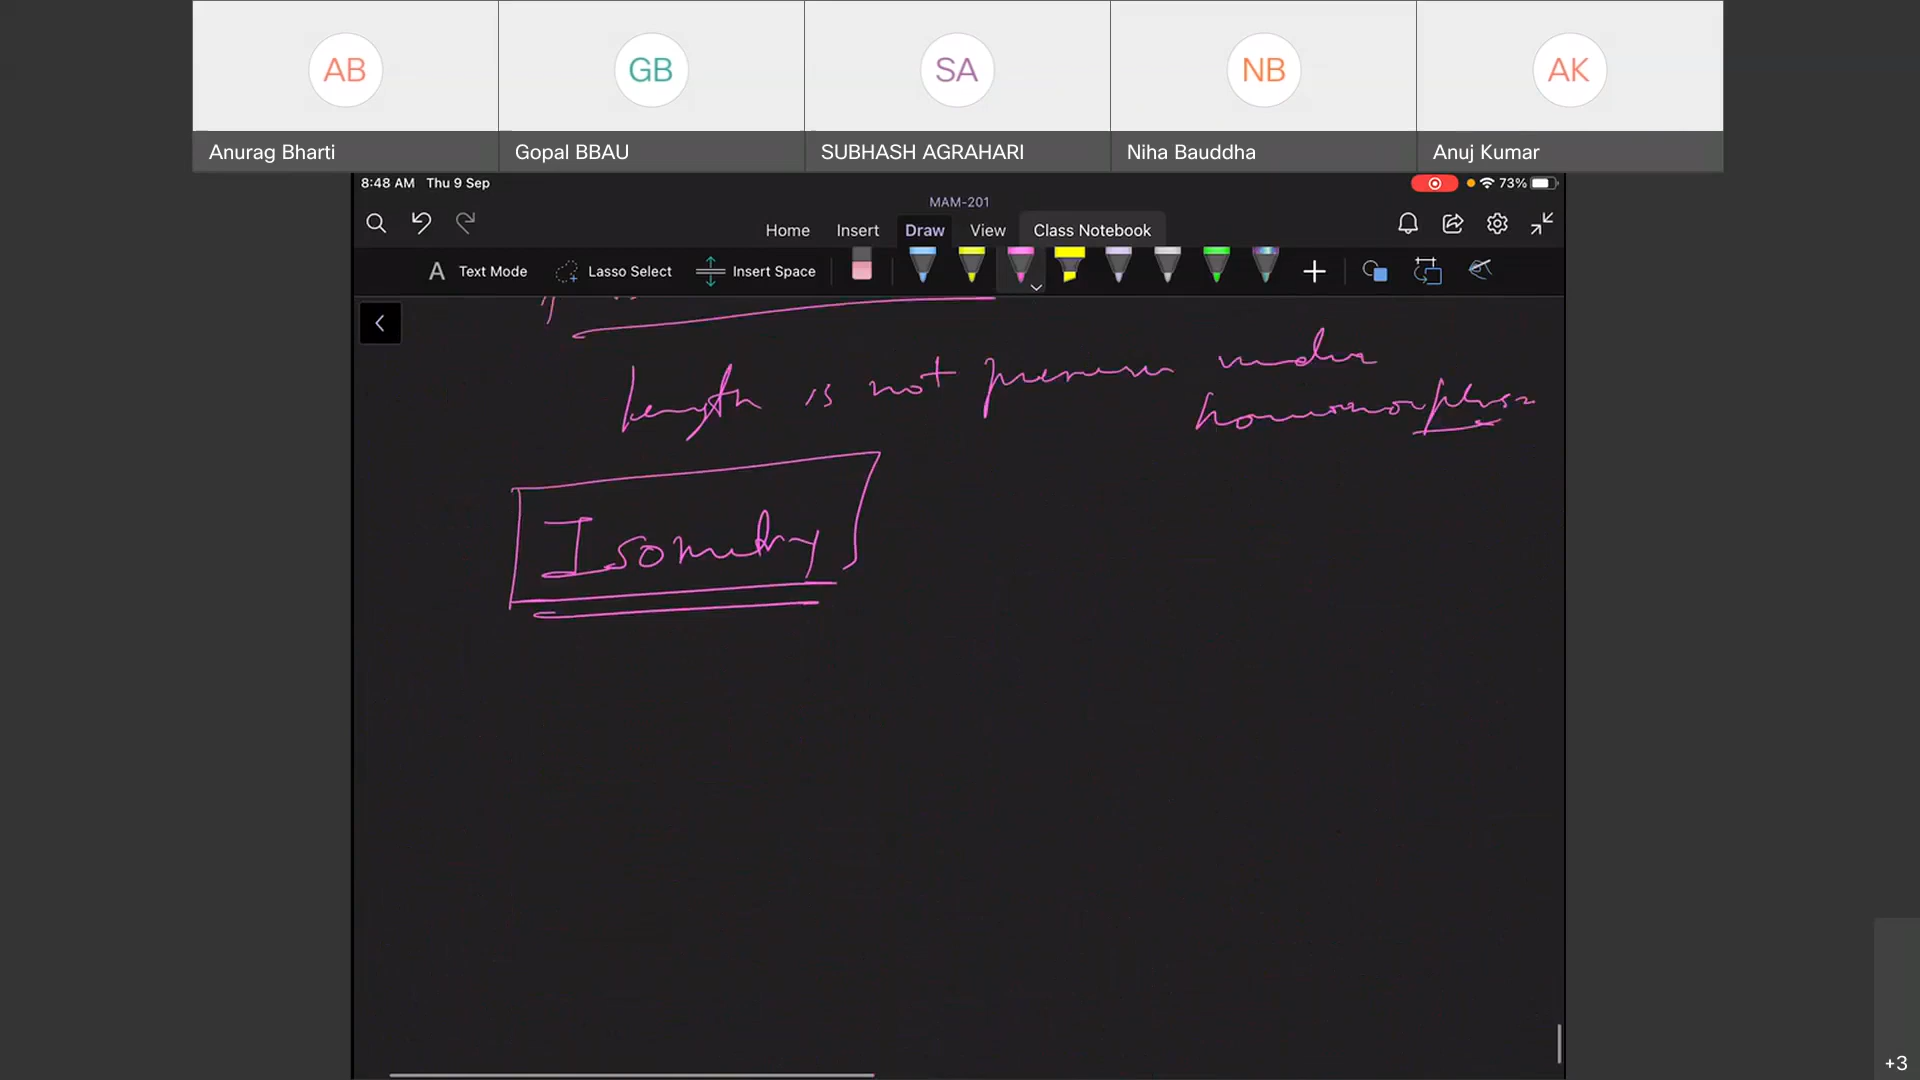 AB GB SA NB AK
Anurag Bharti Gopal BBAU SUBHASH AGRAHARI Niha Bauddha Anuj Kumar
8:48 AM Thu 9 Sep 73%
MAM-201
Home Insert Draw View Class Notebook
A Text Mode Lasso Select Insert Space
length is not under
Isometry
+3